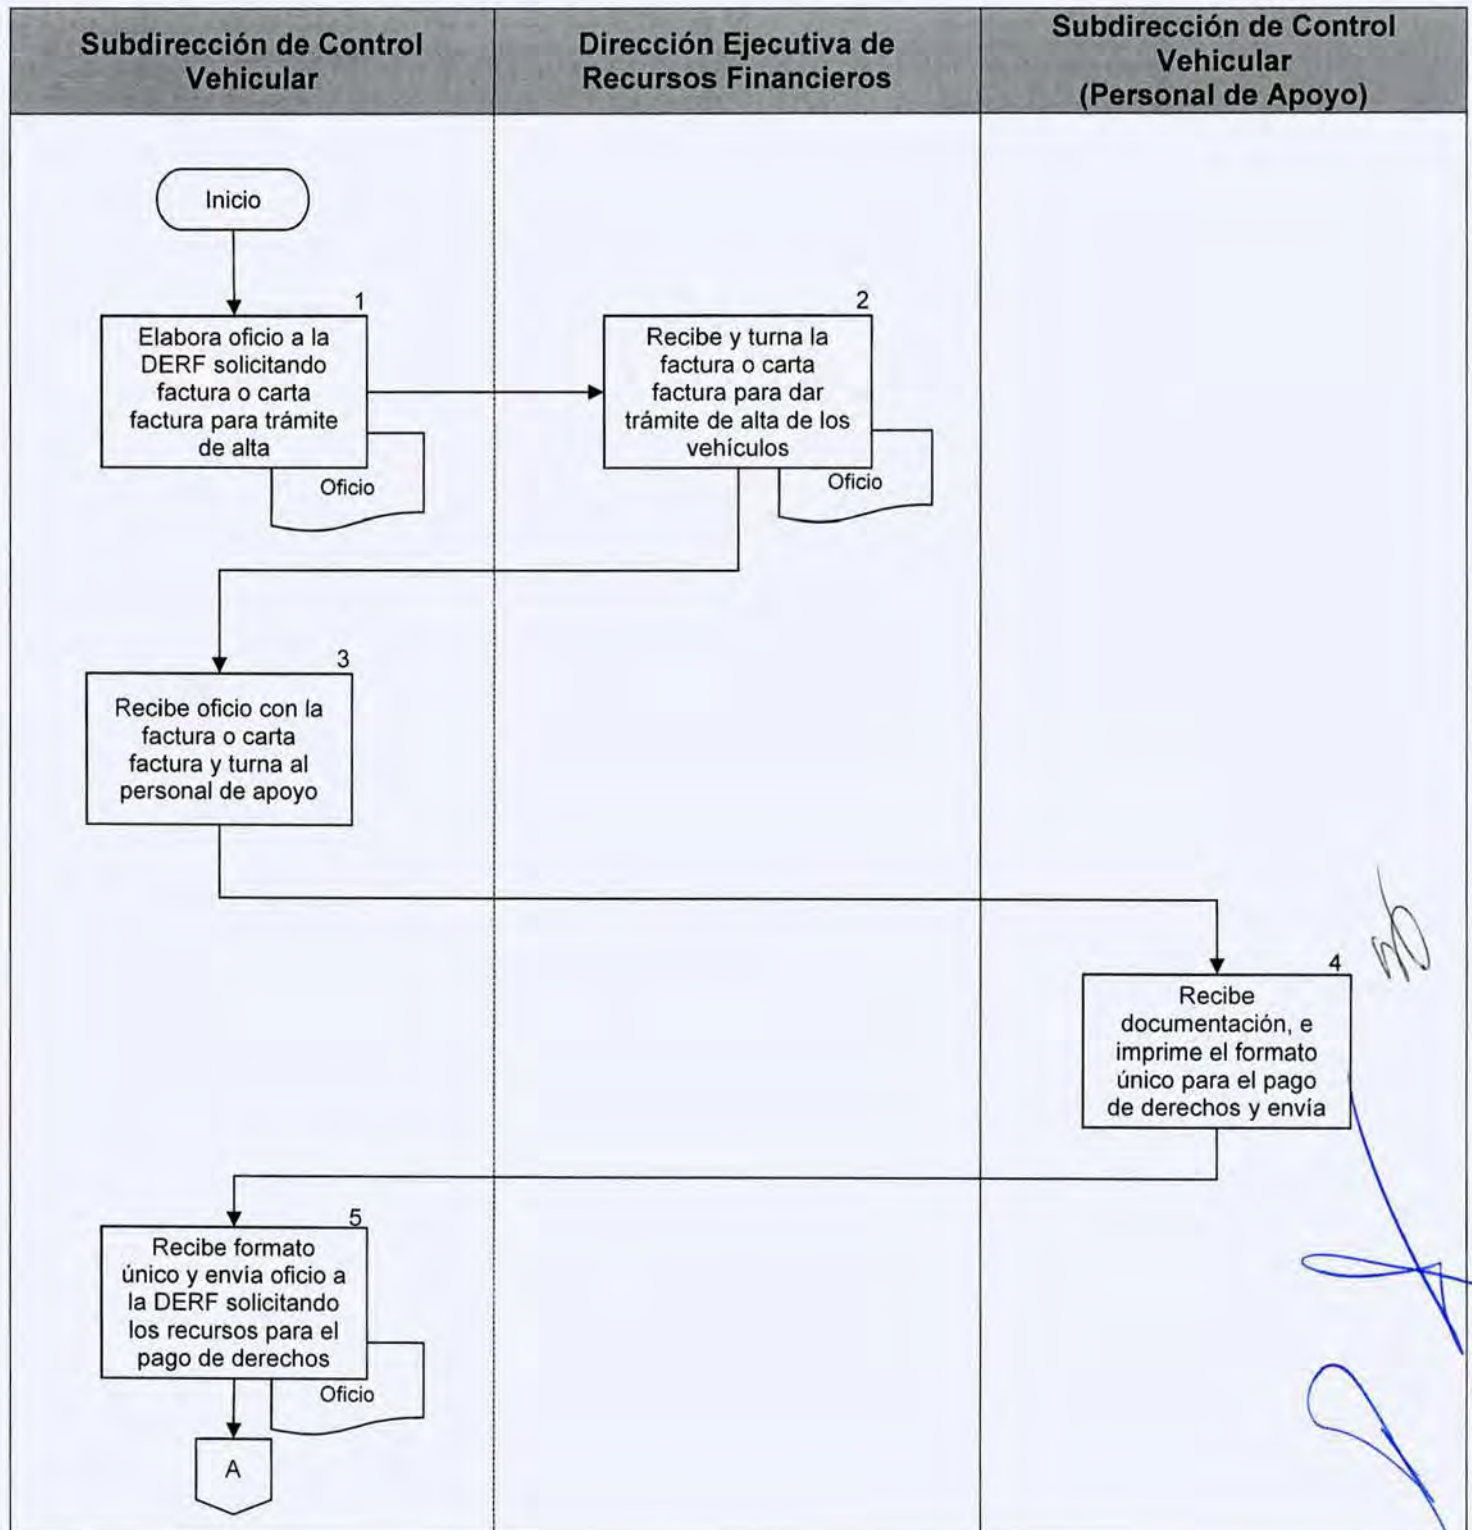 Subdirección de Control
Vehicular
Dirección Ejecutiva de
Recursos Financieros
Subdirección de Control
Vehicular
(Personal de Apoyo)
Inicio
1
Elabora oficio a la
DERF solicitando
factura o carta
factura para trámite
de alta
Oficio
2
Recibe y turna la
factura o carta
factura para dar
trámite de alta de los
vehículos
Oficio
3
Recibe oficio con la
factura o carta
factura y turna al
personal de apoyo
4
Recibe
documentación, e
imprime el formato
único para el pago
de derechos y envía
5
Recibe formato
único y envía oficio a
la DERF solicitando
los recursos para el
pago de derechos
Oficio
A